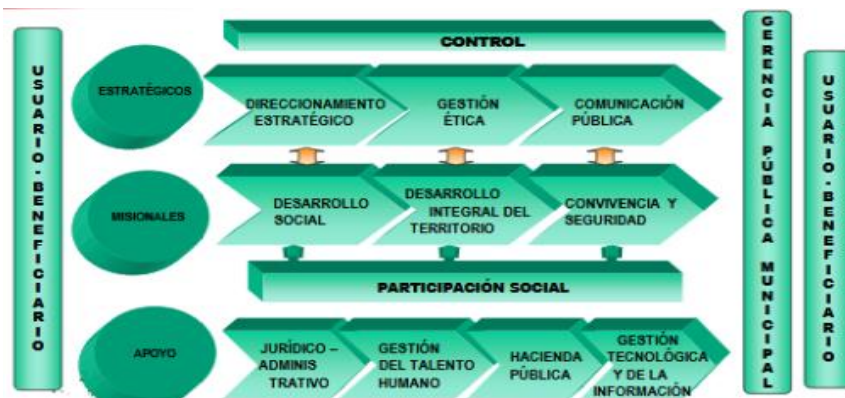 USUARIO-BENEFICIARIO
CONTROL
ESTRATÉGICOS
DIRECCIONAMIENTO
ESTRATÉGICO
GESTIÓN
ÉTICA
COMUNICACIÓN
PÚBLICA
MISIONALES
DESARROLLO
SOCIAL
DESARROLLO
INTEGRAL DEL
TERRITORIO
CONVIVENCIA Y
SEGURIDAD
PARTICIPACIÓN SOCIAL
APOYO
JURÍDICO –
ADMINIS
TRATIVO
GESTIÓN
DEL TALENTO
HUMANO
HACIENDA
PÚBLICA
GESTIÓN
TECNOLÓGICA
Y DE LA
INFORMACIÓN
GERENCIA PÚBLICA MUNICIPAL
USUARIO-BENEFICIARIO